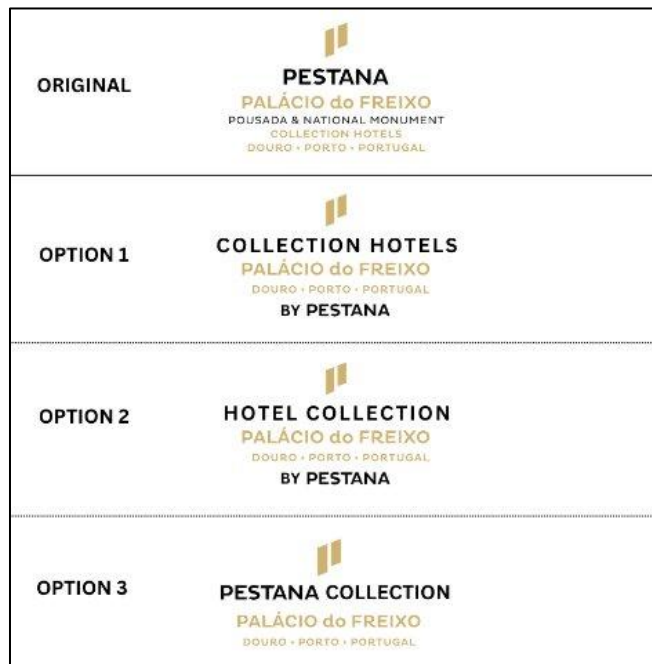 ORIGINAL
PESTANA
PALÁCIO do FREIXO
POUSADA & NATIONAL MONUMENT
COLLECTION HOTELS
DOURO • PORTO • PORTUGAL
OPTION 1
COLLECTION HOTELS
PALÁCIO do FREIXO
DOURO • PORTO • PORTUGAL
BY PESTANA
OPTION 2
HOTEL COLLECTION
PALÁCIO do FREIXO
DOURO • PORTO • PORTUGAL
BY PESTANA
OPTION 3
PESTANA COLLECTION
PALÁCIO do FREIXO
DOURO • PORTO • PORTUGAL